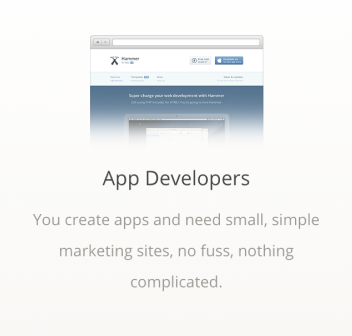 Hammer
Super-charge your web development with Hammer
App Developers
You create apps and need small, simple
marketing sites, no fuss, nothing
complicated.